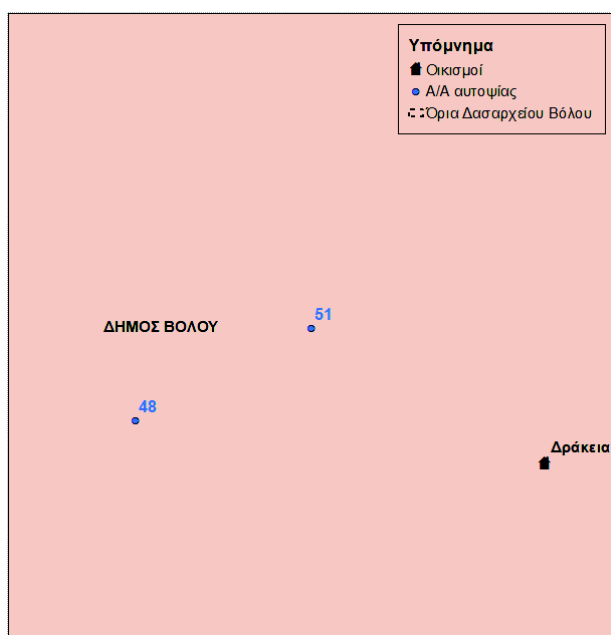 Υπόμνημα
Οικισμοί
Α/Α αυτοψίας
Όρια Δασαρχείου Βόλου
51
ΔΗΜΟΣ ΒΟΛΟΥ
48
Δράκεια